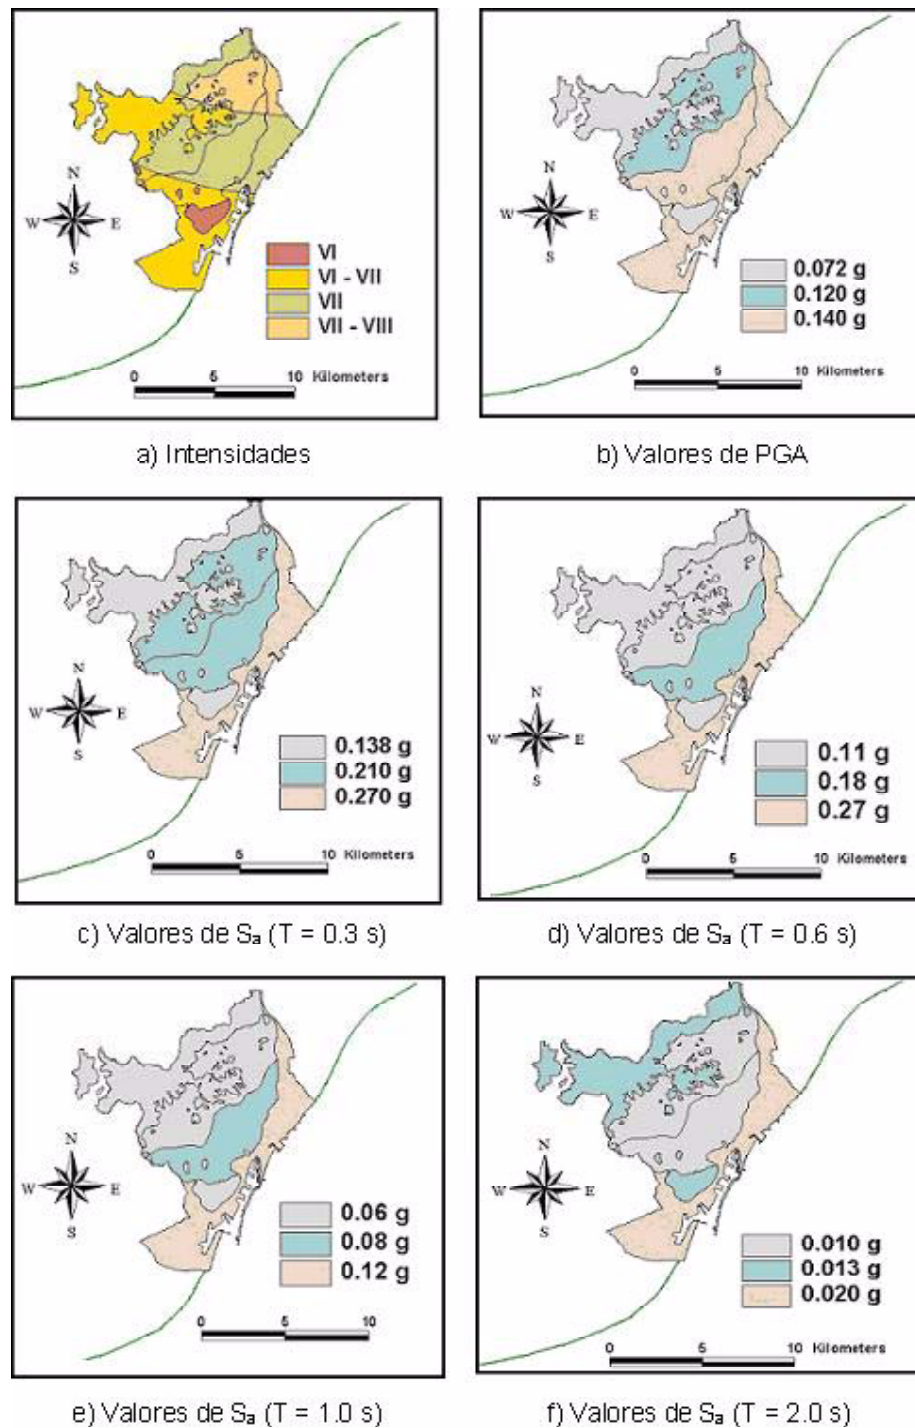 N
W E
S
VI
VI - VII
VII
VII - VIII
0 5 10 Kilometers
a) Intensidades
N
W E
S
0.072 g
0.120 g
0.140 g
0 5 10 Kilometers
b) Valores de PGA
N
W E
S
0.138 g
0.210 g
0.270 g
0 5 10 Kilometers
c) Valores de Sa (T = 0.3 s)
N
W E
S
0.11 g
0.18 g
0.27 g
0 5 10 Kilometers
d) Valores de Sa (T = 0.6 s)
N
W E
S
0.06 g
0.08 g
0.12 g
0 5 10
e) Valores de Sa (T = 1.0 s)
N
W E
S
0.010 g
0.013 g
0.020 g
0 5 10 Kilometers
f) Valores de Sa (T = 2.0 s)